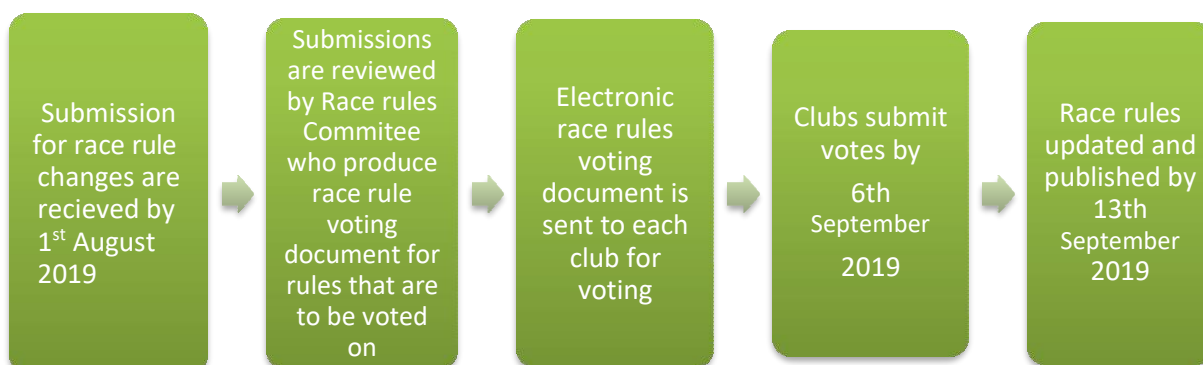 Submission
for race rule
changes are
recieved by
1st August
2019
Submissions
are reviewed
by Race rules
Commitee
who produce
race rule
voting
document for
rules that are
to be voted
on
Electronic
race rules
voting
document is
sent to each
club for
voting
Clubs submit
votes by
6th
September
2019
Race rules
updated and
published by
13th
September
2019